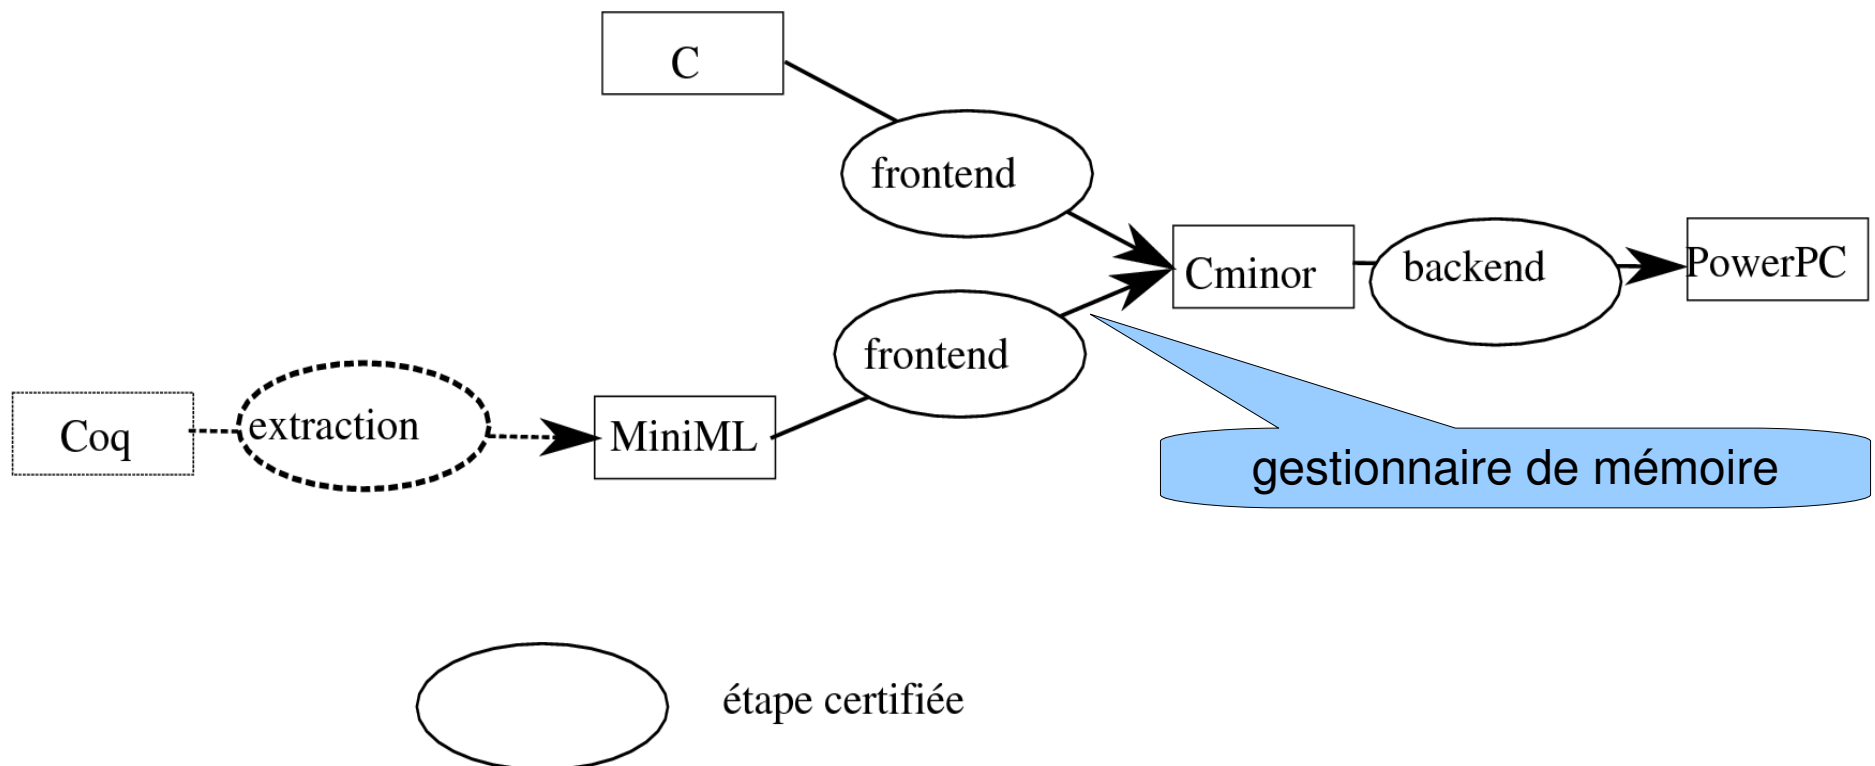 C
frontend
Cminor
backend
PowerPC
frontend
Coq
extraction
MiniML
gestionnaire de mémoire
étape certifiée